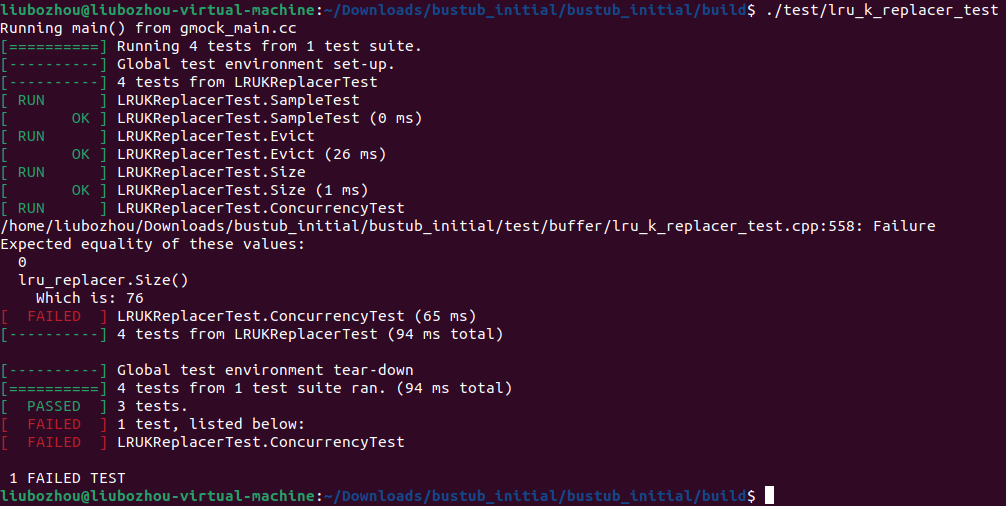 liubozhou@liubozhou-virtual-machine:~/Downloads/bustub_initial/bustub_initial/build$ ./test/lru_k_replacer_test
Running main() from gmock_main.cc
[==========] Running 4 tests from 1 test suite.
[----------] Global test environment set-up.
[----------] 4 tests from LRUKReplacerTest
[ RUN      ] LRUKReplacerTest.SampleTest
[       OK ] LRUKReplacerTest.SampleTest (0 ms)
[ RUN      ] LRUKReplacerTest.Evict
[       OK ] LRUKReplacerTest.Evict (26 ms)
[ RUN      ] LRUKReplacerTest.Size
[       OK ] LRUKReplacerTest.Size (1 ms)
[ RUN      ] LRUKReplacerTest.ConcurrencyTest
/home/liubozhou/Downloads/bustub_initial/bustub_initial/test/buffer/lru_k_replacer_test.cpp:558: Failure
Expected equality of these values:
  0
  lru_replacer.Size()
    Which is: 76
[  FAILED  ] LRUKReplacerTest.ConcurrencyTest (65 ms)
[----------] 4 tests from LRUKReplacerTest (94 ms total)

[----------] Global test environment tear-down
[==========] 4 tests from 1 test suite ran. (94 ms total)
[  PASSED  ] 3 tests.
[  FAILED  ] 1 test, listed below:
[  FAILED  ] LRUKReplacerTest.ConcurrencyTest

 1 FAILED TEST
liubozhou@liubozhou-virtual-machine:~/Downloads/bustub_initial/bustub_initial/build$